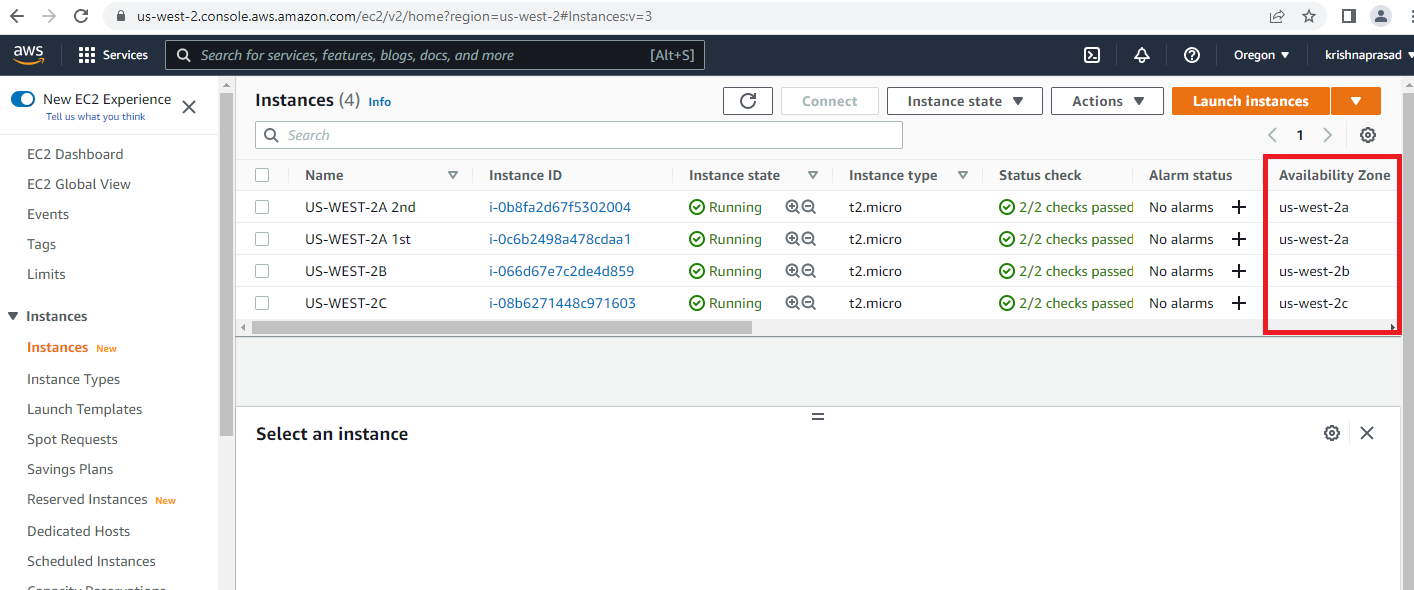 us-west-2.console.aws.amazon.com/ec2/v2/home?region=us-west-2#Instances:v=3
aws Services Search for services, features, blogs, docs, and more [Alt+S] Oregon krishnaprasad
New EC2 Experience
Tell us what you think
EC2 Dashboard
EC2 Global View
Events
Tags
Limits
Instances
Instances New
Instance Types
Launch Templates
Spot Requests
Savings Plans
Reserved Instances New
Dedicated Hosts
Scheduled Instances
Capacity Reservations
Instances (4) Info Connect Instance state Actions Launch instances
Search 1
Name Instance ID Instance state Instance type Status check Alarm status Availability Zone
US-WEST-2A 2nd i-0b8fa2d67f5302004 Running t2.micro 2/2 checks passed No alarms us-west-2a
US-WEST-2A 1st i-0c6b2498a478cdaa1 Running t2.micro 2/2 checks passed No alarms us-west-2a
US-WEST-2B i-066d67e7c2de4d859 Running t2.micro 2/2 checks passed No alarms us-west-2b
US-WEST-2C i-08b6271448c971603 Running t2.micro 2/2 checks passed No alarms us-west-2c
Select an instance